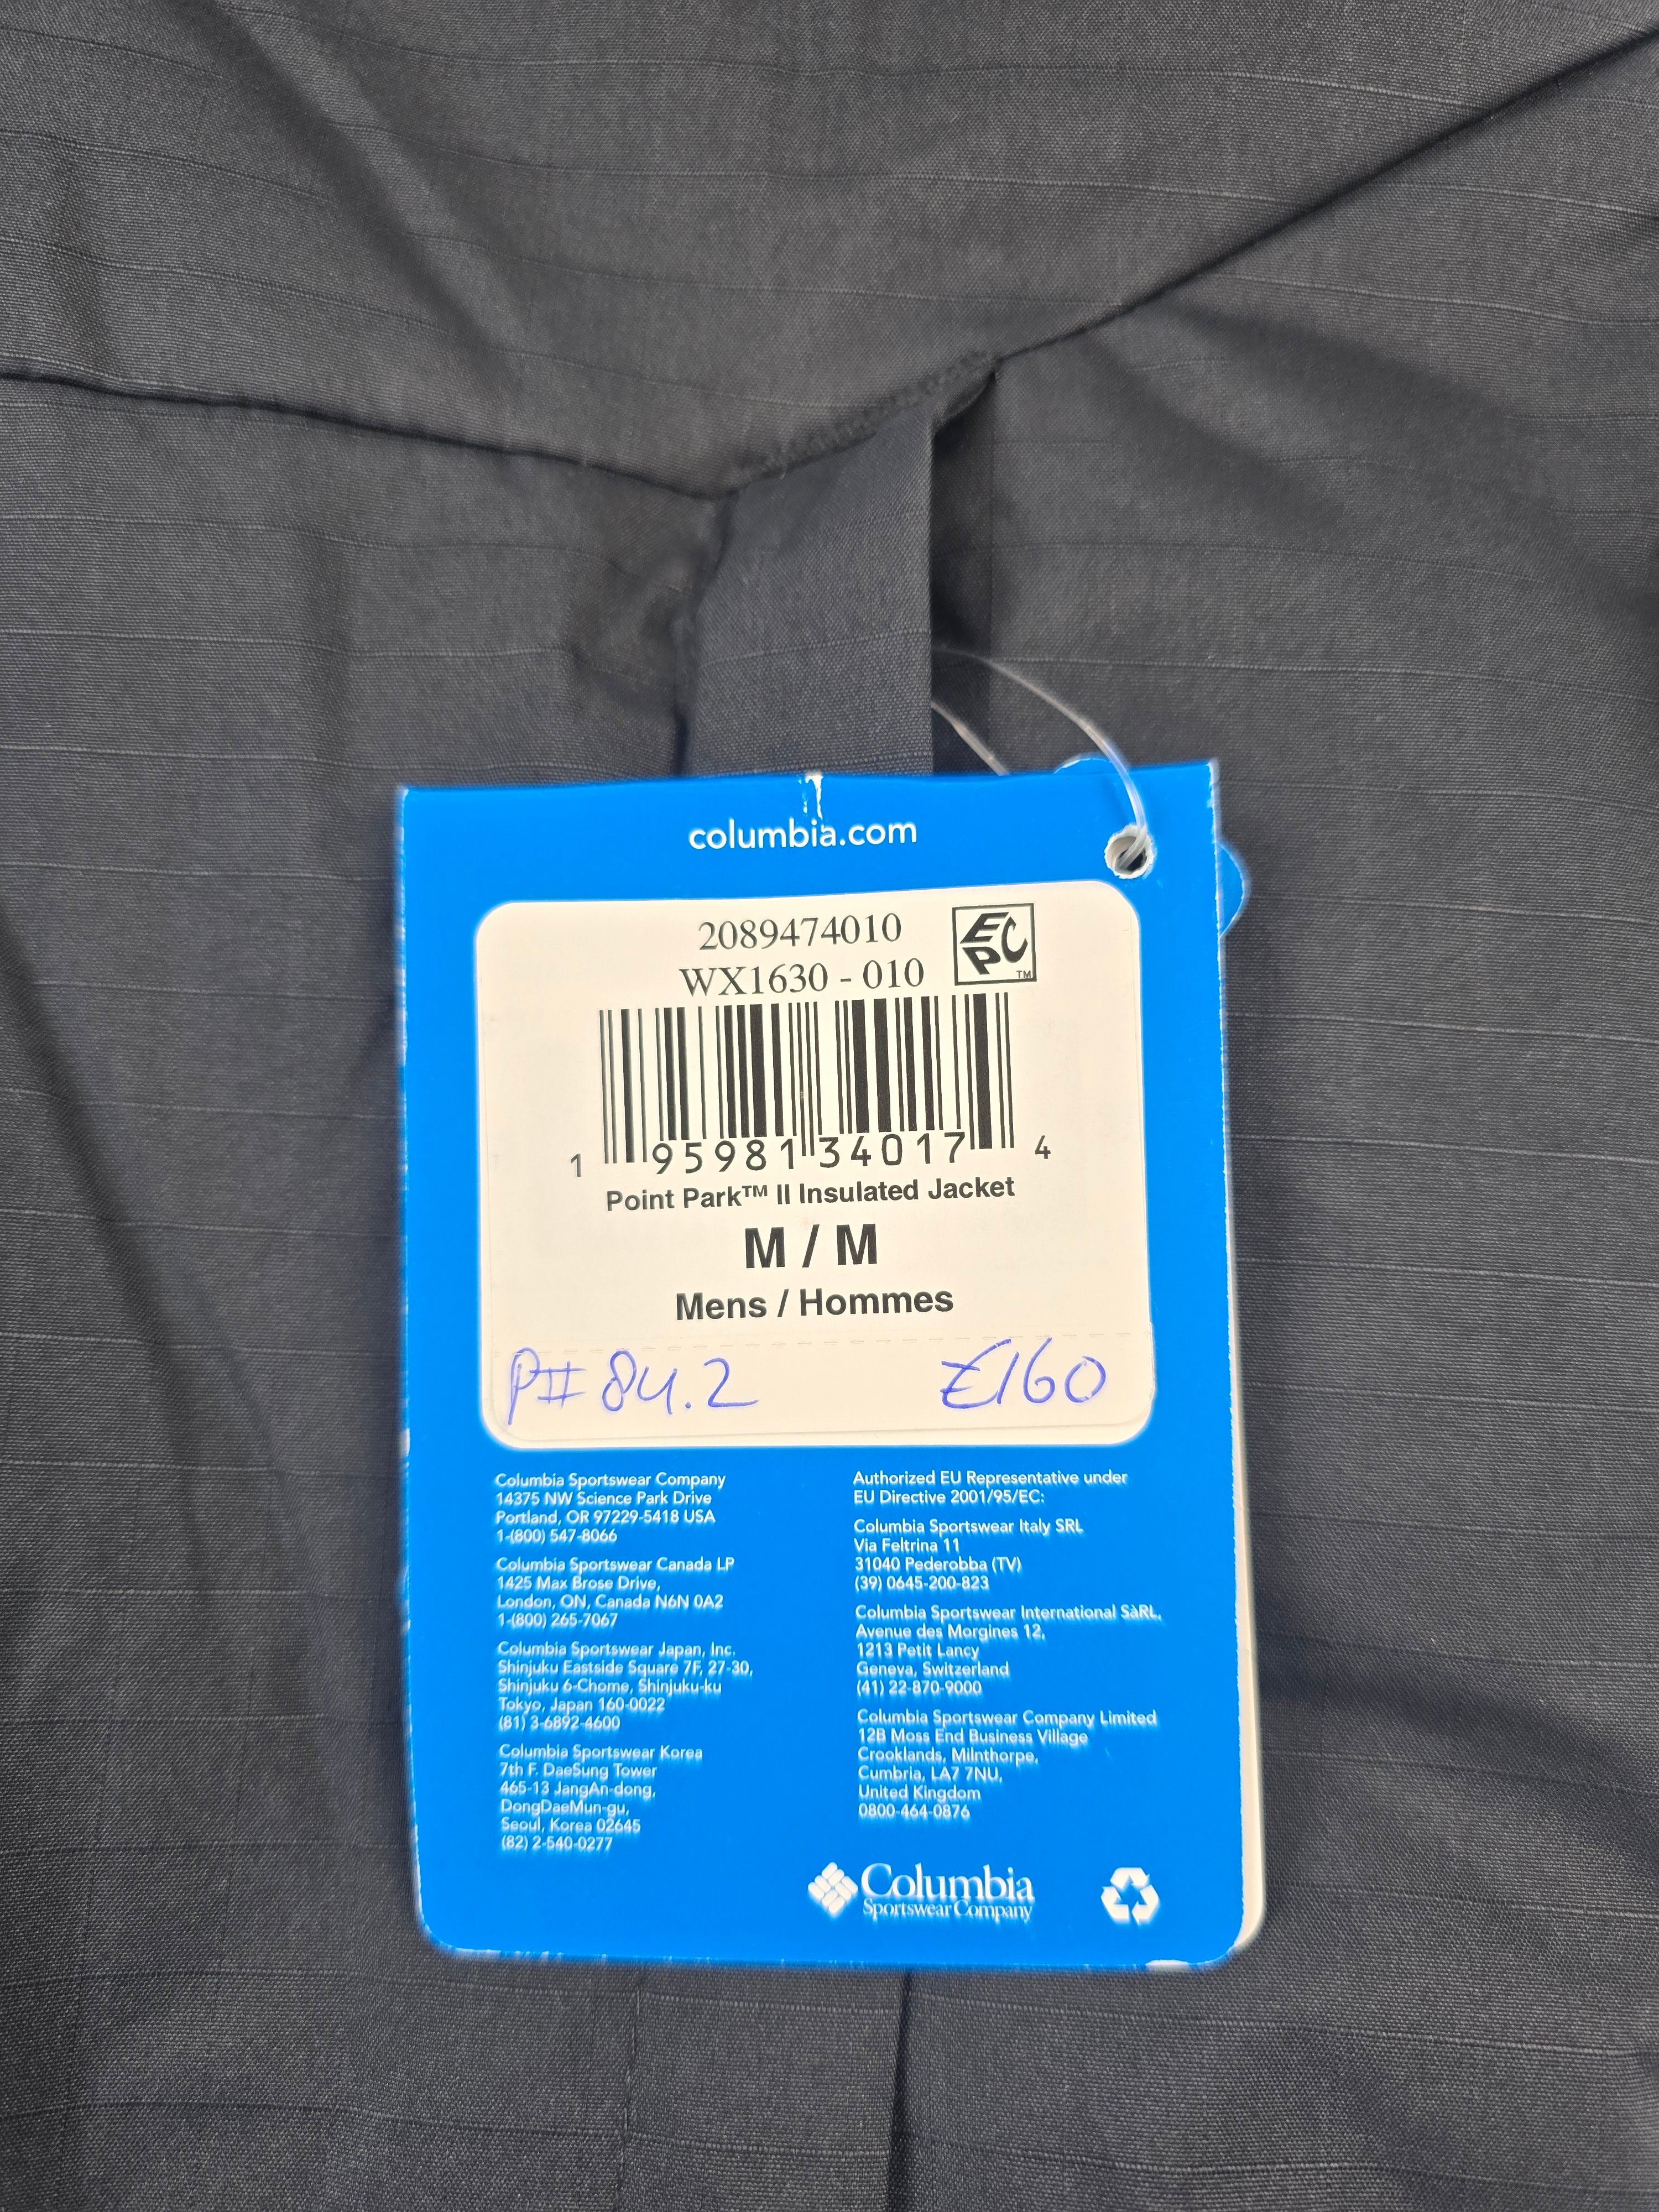 columbia.com
2089474010
WX1630 - 010
EPC TM
1 95981 34017 4
Point Park™ II Insulated Jacket
M / M
Mens / Hommes
P# 84.2 £160
Columbia Sportswear Company
14375 NW Science Park Drive
Portland, OR 97229-5418 USA
1-(800) 547-8066
Columbia Sportswear Canada LP
1425 Max Brose Drive,
London, ON, Canada N6N 0A2
1-(800) 265-7067
Columbia Sportswear Japan, Inc.
Shinjuku Eastside Square 7F, 27-30,
Shinjuku 6-Chome, Shinjuku-ku
Tokyo, Japan 160-0022
(81) 3-6892-4600
Columbia Sportswear Korea
7th F. DaeSung Tower
465-13 JangAn-dong,
DongDaeMun-gu,
Seoul, Korea 02645
(82) 2-540-0277
Authorized EU Representative under
EU Directive 2001/95/EC:
Columbia Sportswear Italy SRL
Via Feltrina 11
31040 Pederobba (TV)
(39) 0645-200-823
Columbia Sportswear International SàRL,
Avenue des Morgines 12,
1213 Petit Lancy
Geneva, Switzerland
(41) 22-870-9000
Columbia Sportswear Company Limited
12B Moss End Business Village
Crooklands, Milnthorpe,
Cumbria, LA7 7NU,
United Kingdom
0800-464-0876
Columbia
Sportswear Company